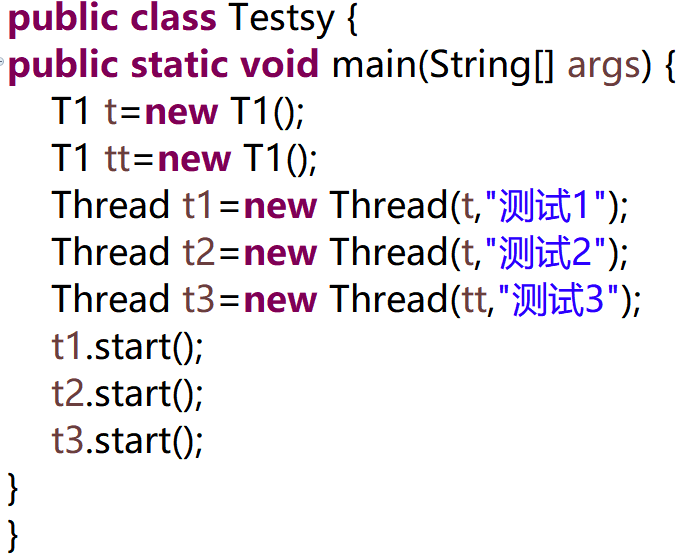 public class Testsy {
public static void main(String[] args) {
T1 t=new T1();
T1 tt=new T1();
Thread t1=new Thread(t,"测试1");
Thread t2=new Thread(t,"测试2");
Thread t3=new Thread(tt,"测试3");
t1.start();
t2.start();
t3.start();
}
}